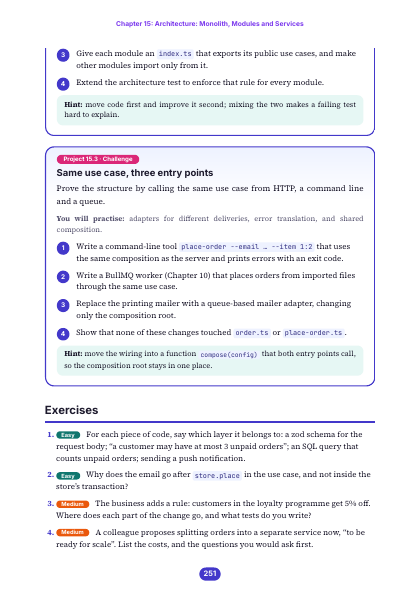 Chapter 15: Architecture: Monolith, Modules and Services
3 Give each module an index.ts that exports its public use cases, and make
other modules import only from it.
4 Extend the architecture test to enforce that rule for every module.
Hint: move code first and improve it second; mixing the two makes a failing test
hard to explain.
Project 15.3 · Challenge
Same use case, three entry points
Prove the structure by calling the same use case from HTTP, a command line
and a queue.
You will practise: adapters for different deliveries, error translation, and shared
composition.
1 Write a command-line tool place-order --email … --item 1:2 that uses
the same composition as the server and prints errors with an exit code.
2 Write a BullMQ worker (Chapter 10) that places orders from imported files
through the same use case.
3 Replace the printing mailer with a queue-based mailer adapter, changing
only the composition root.
4 Show that none of these changes touched order.ts or place-order.ts.
Hint: move the wiring into a function compose(config) that both entry points call,
so the composition root stays in one place.
Exercises
1. Easy For each piece of code, say which layer it belongs to: a zod schema for the
request body; “a customer may have at most 3 unpaid orders”; an SQL query that
counts unpaid orders; sending a push notification.
2. Easy Why does the email go after store.place in the use case, and not inside the
store’s transaction?
3. Medium The business adds a rule: customers in the loyalty programme get 5% off.
Where does each part of the change go, and what tests do you write?
4. Medium A colleague proposes splitting orders into a separate service now, “to be
ready for scale”. List the costs, and the questions you would ask first.
251